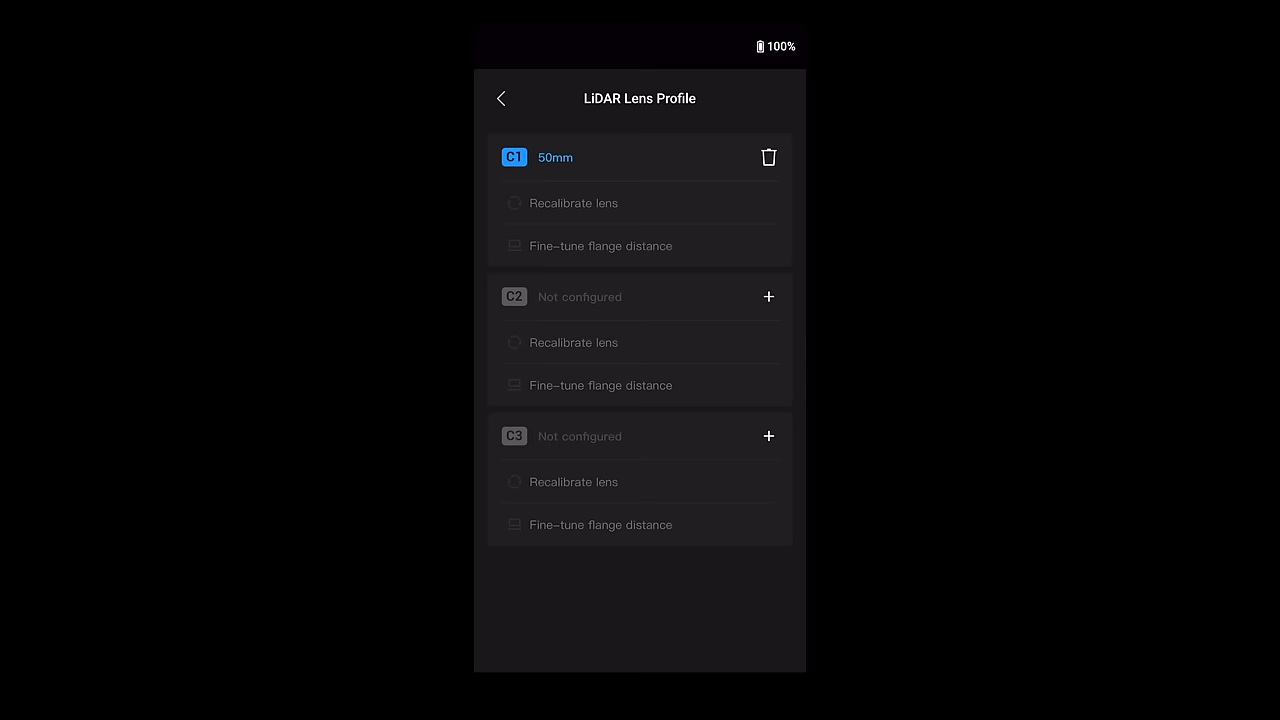 100%
LiDAR Lens Profile
C1 50mm
Recalibrate lens
Fine-tune flange distance
C2 Not configured
Recalibrate lens
Fine-tune flange distance
C3 Not configured
Recalibrate lens
Fine-tune flange distance